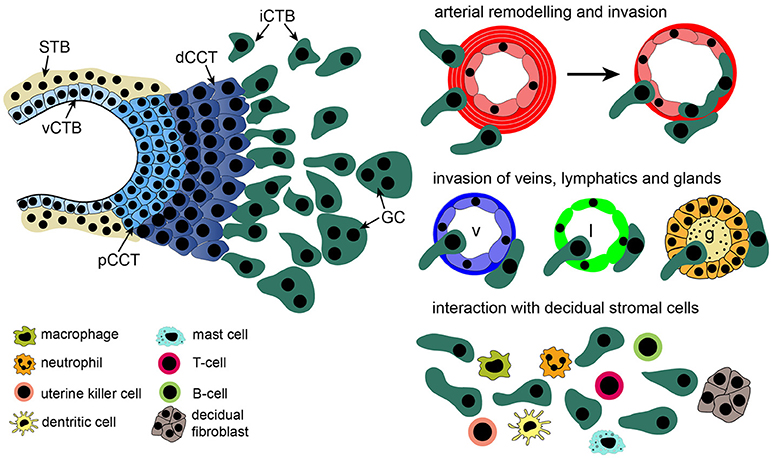 STB
vCTB
dCCT
iCTB
pCCT
GC
macrophage
neutrophil
uterine killer cell
dentritic cell
mast cell
T-cell
B-cell
decidual
fibroblast
arterial remodelling and invasion
invasion of veins, lymphatics and glands
v
l
g
interaction with decidual stromal cells